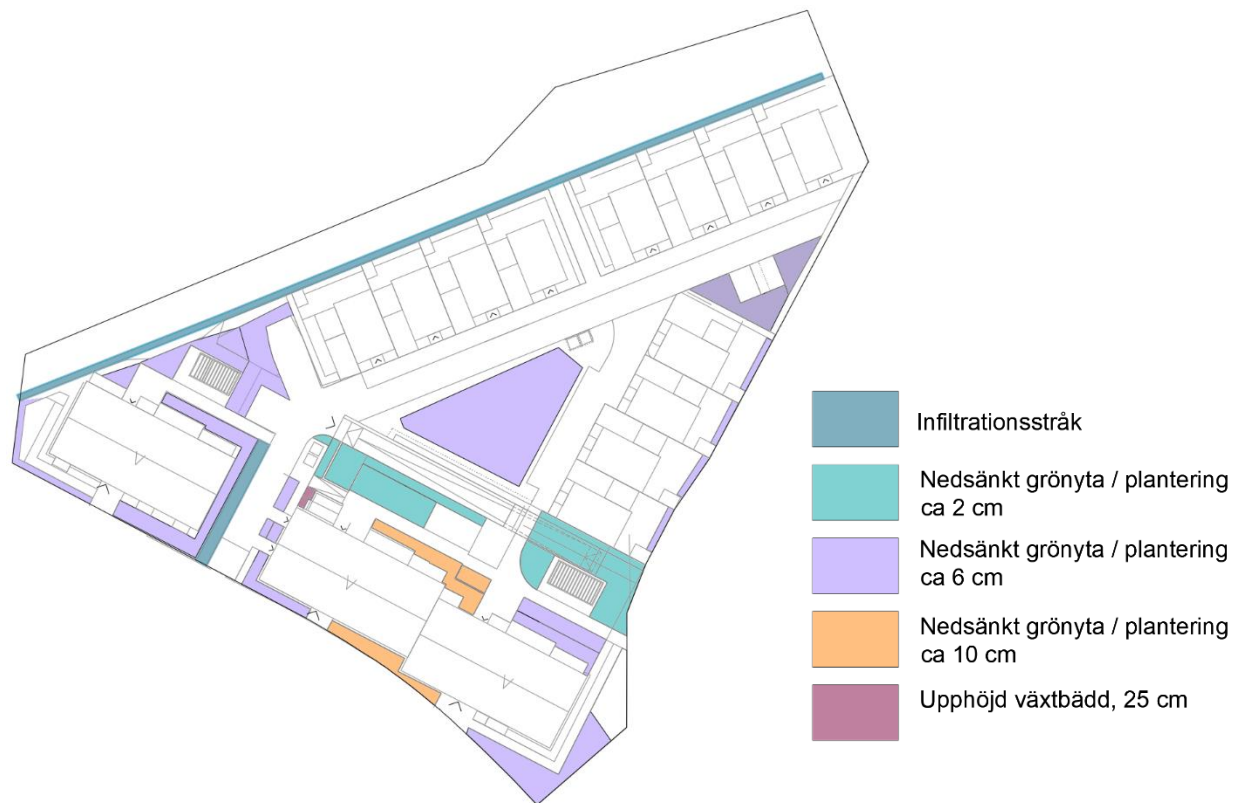 Infiltrationsstråk
Nedsänkt grönyta / plantering
ca 2 cm
Nedsänkt grönyta / plantering
ca 6 cm
Nedsänkt grönyta / plantering
ca 10 cm
Upphöjd växtbädd, 25 cm